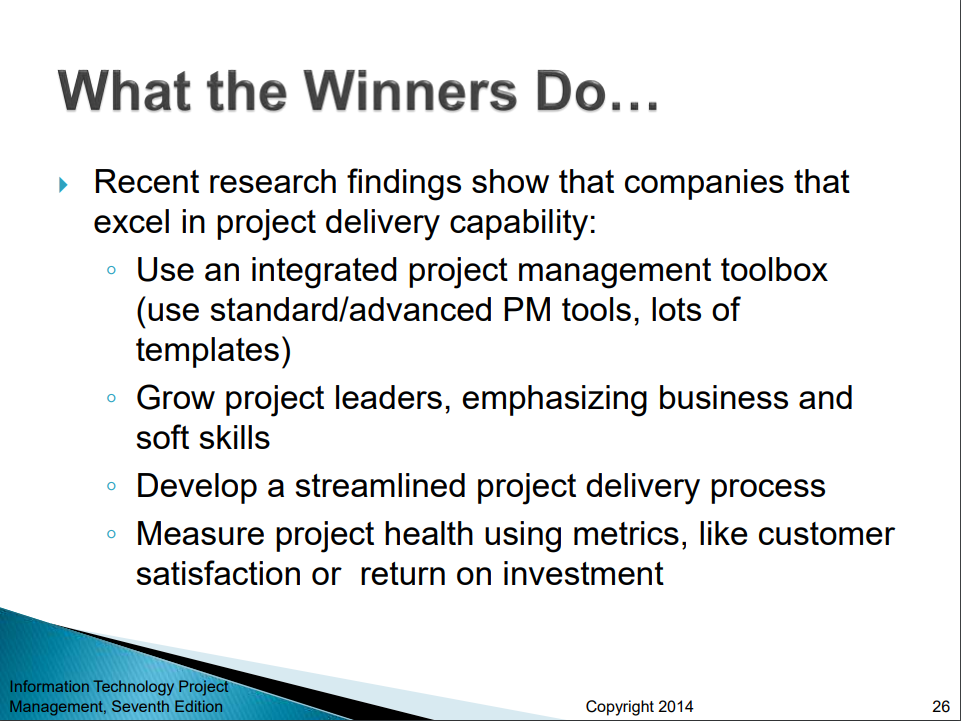 What the Winners Do…
Recent research findings show that companies that
excel in project delivery capability:
Use an integrated project management toolbox
(use standard/advanced PM tools, lots of
templates)
Grow project leaders, emphasizing business and
soft skills
Develop a streamlined project delivery process
Measure project health using metrics, like customer
satisfaction or  return on investment
Information Technology Project
Management, Seventh Edition
Copyright 2014
26